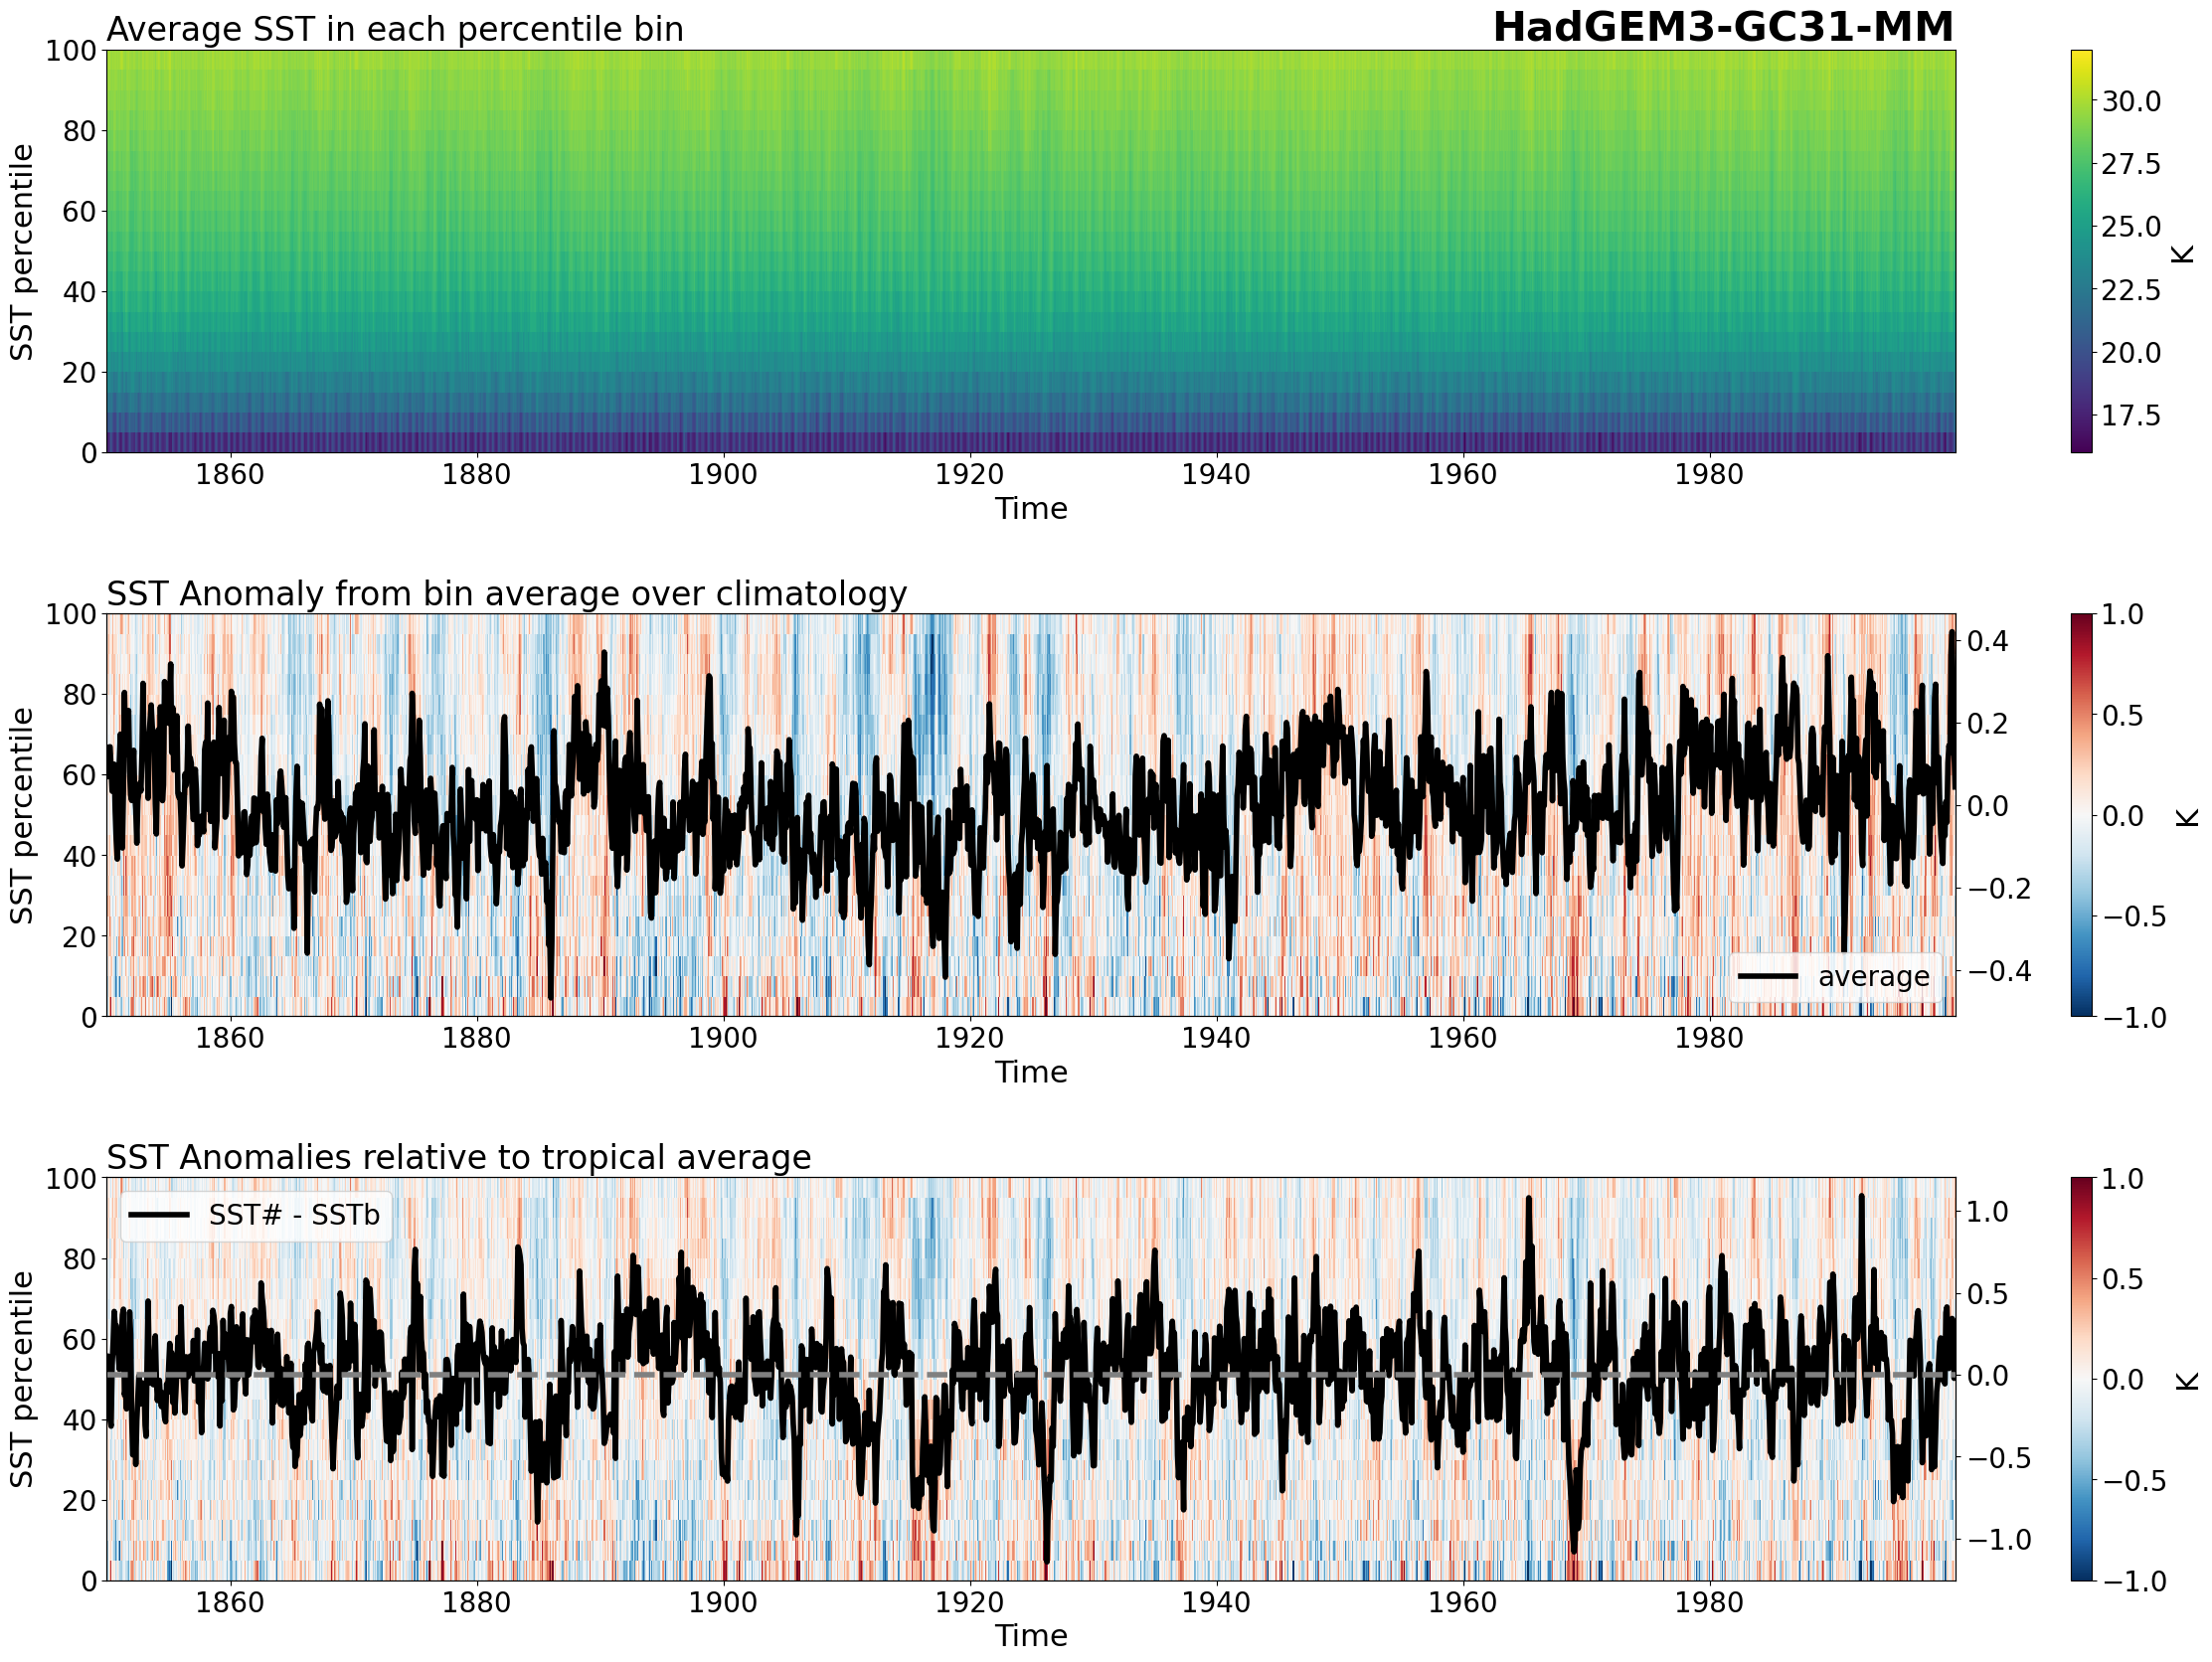 Average SST in each percentile bin
HadGEM3-GC31-MM
SST percentile
100
80
60
40
20
0
1860 1880 1900 1920 1940 1960 1980
Time
30.0
27.5
25.0
22.5
20.0
17.5
K
SST Anomaly from bin average over climatology
SST percentile
100
80
60
40
20
0
1860 1880 1900 1920 1940 1960 1980
Time
0.4
0.2
0.0
−0.2
−0.4
average
1.0
0.5
0.0
−0.5
−1.0
K
SST Anomalies relative to tropical average
SST percentile
100
80
60
40
20
0
SST# - SSTb
1860 1880 1900 1920 1940 1960 1980
Time
1.0
0.5
0.0
−0.5
−1.0
1.0
0.5
0.0
−0.5
−1.0
K